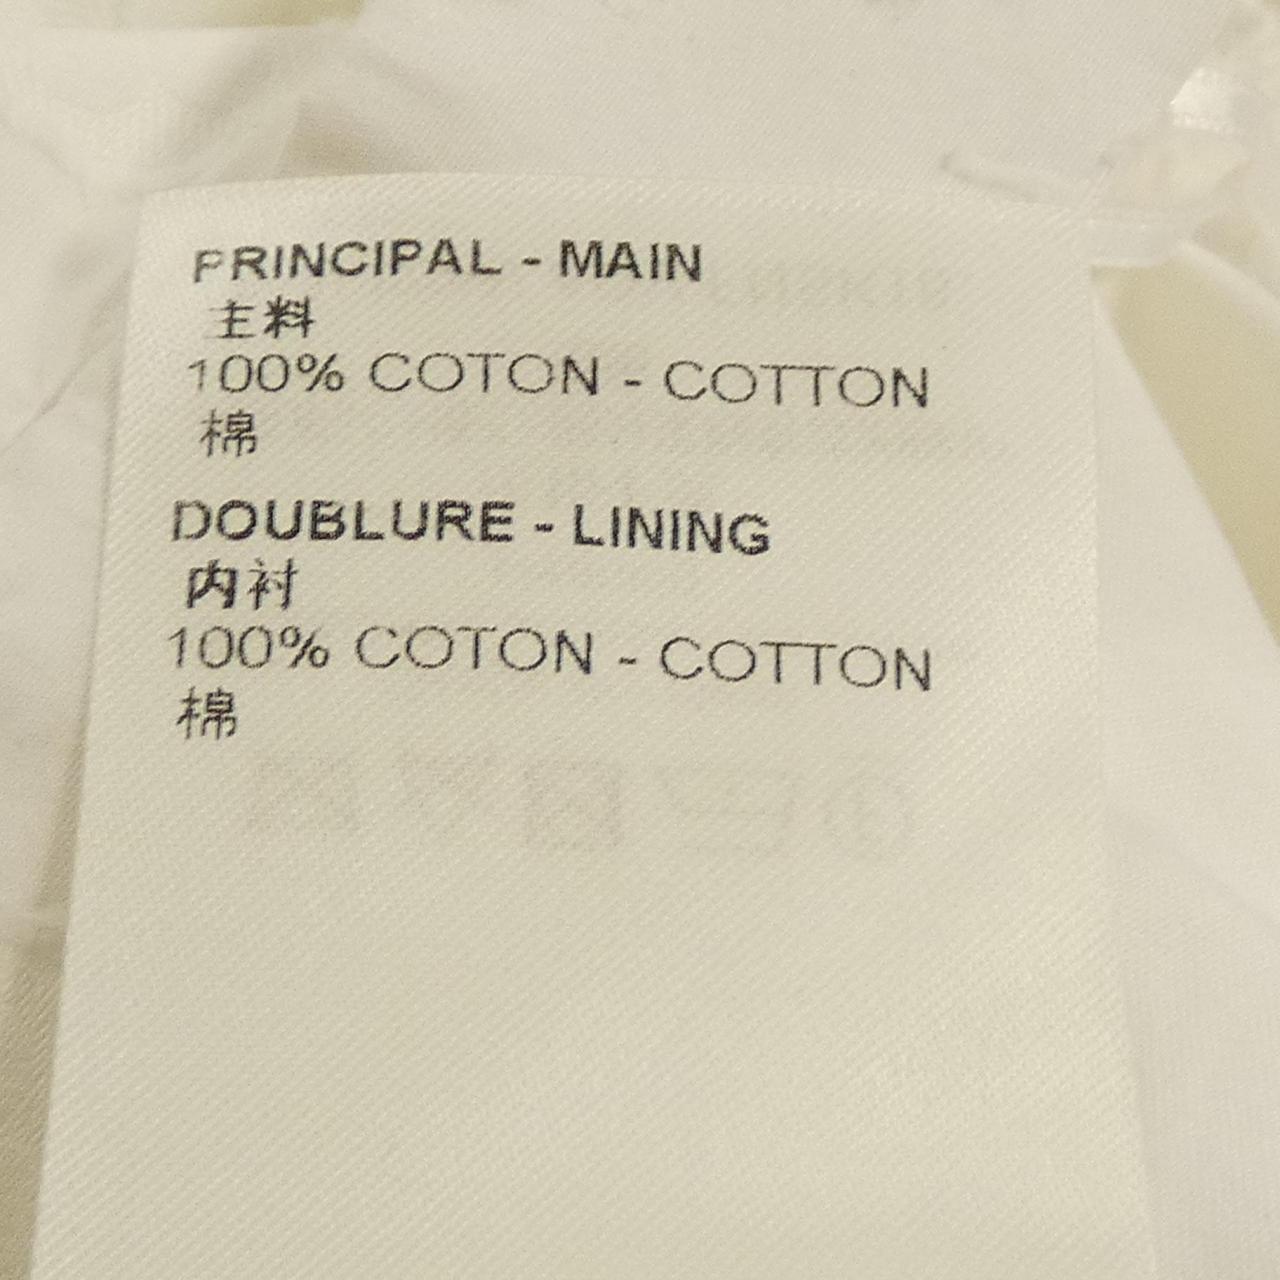 PRINCIPAL - MAIN
主料
100% COTON - COTTON
棉
DOUBLURE - LINING
内衬
100% COTON - COTTON
棉